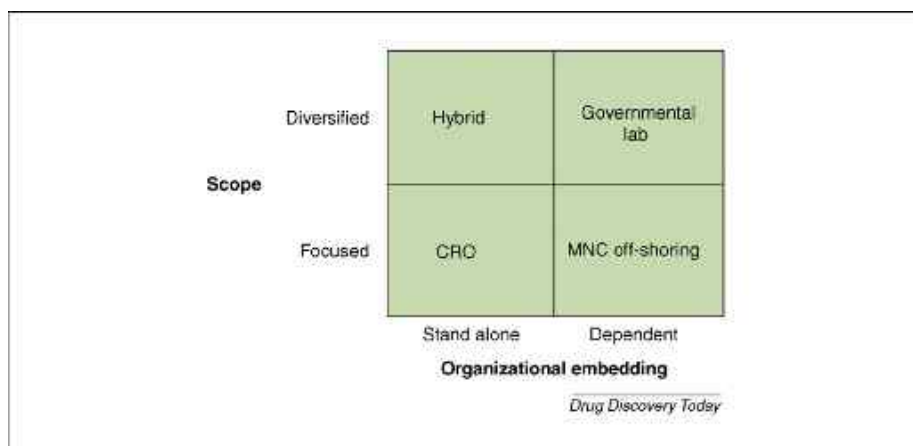 Diversified
Hybrid
Governmental
lab
Scope
Focused
CRO
MNC off-shoring
Stand alone
Dependent
Organizational embedding
Drug Discovery Today